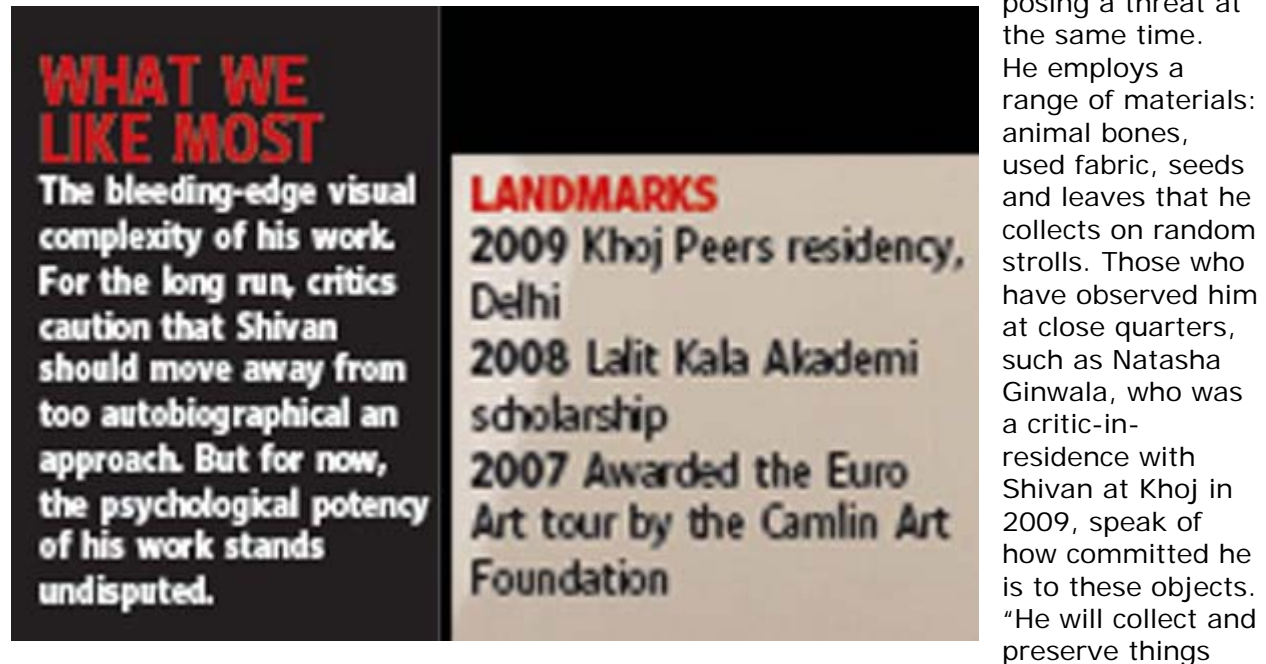 WHAT WE
LIKE MOST
The bleeding-edge visual
complexity of his work.
For the long run, critics
caution that Shivan
should move away from
too autobiographical an
approach. But for now,
the psychological potency
of his work stands
undisputed.
LANDMARKS
2009 Khoj Peers residency,
Delhi
2008 Lalit Kala Akademi
scholarship
2007 Awarded the Euro
Art tour by the Camlin Art
Foundation
posing a threat at
the same time.
He employs a
range of materials:
animal bones,
used fabric, seeds
and leaves that he
collects on random
strolls. Those who
have observed him
at close quarters,
such as Natasha
Ginwala, who was
a critic-in-
residence with
Shivan at Khoj in
2009, speak of
how committed he
is to these objects.
“He will collect and
preserve things